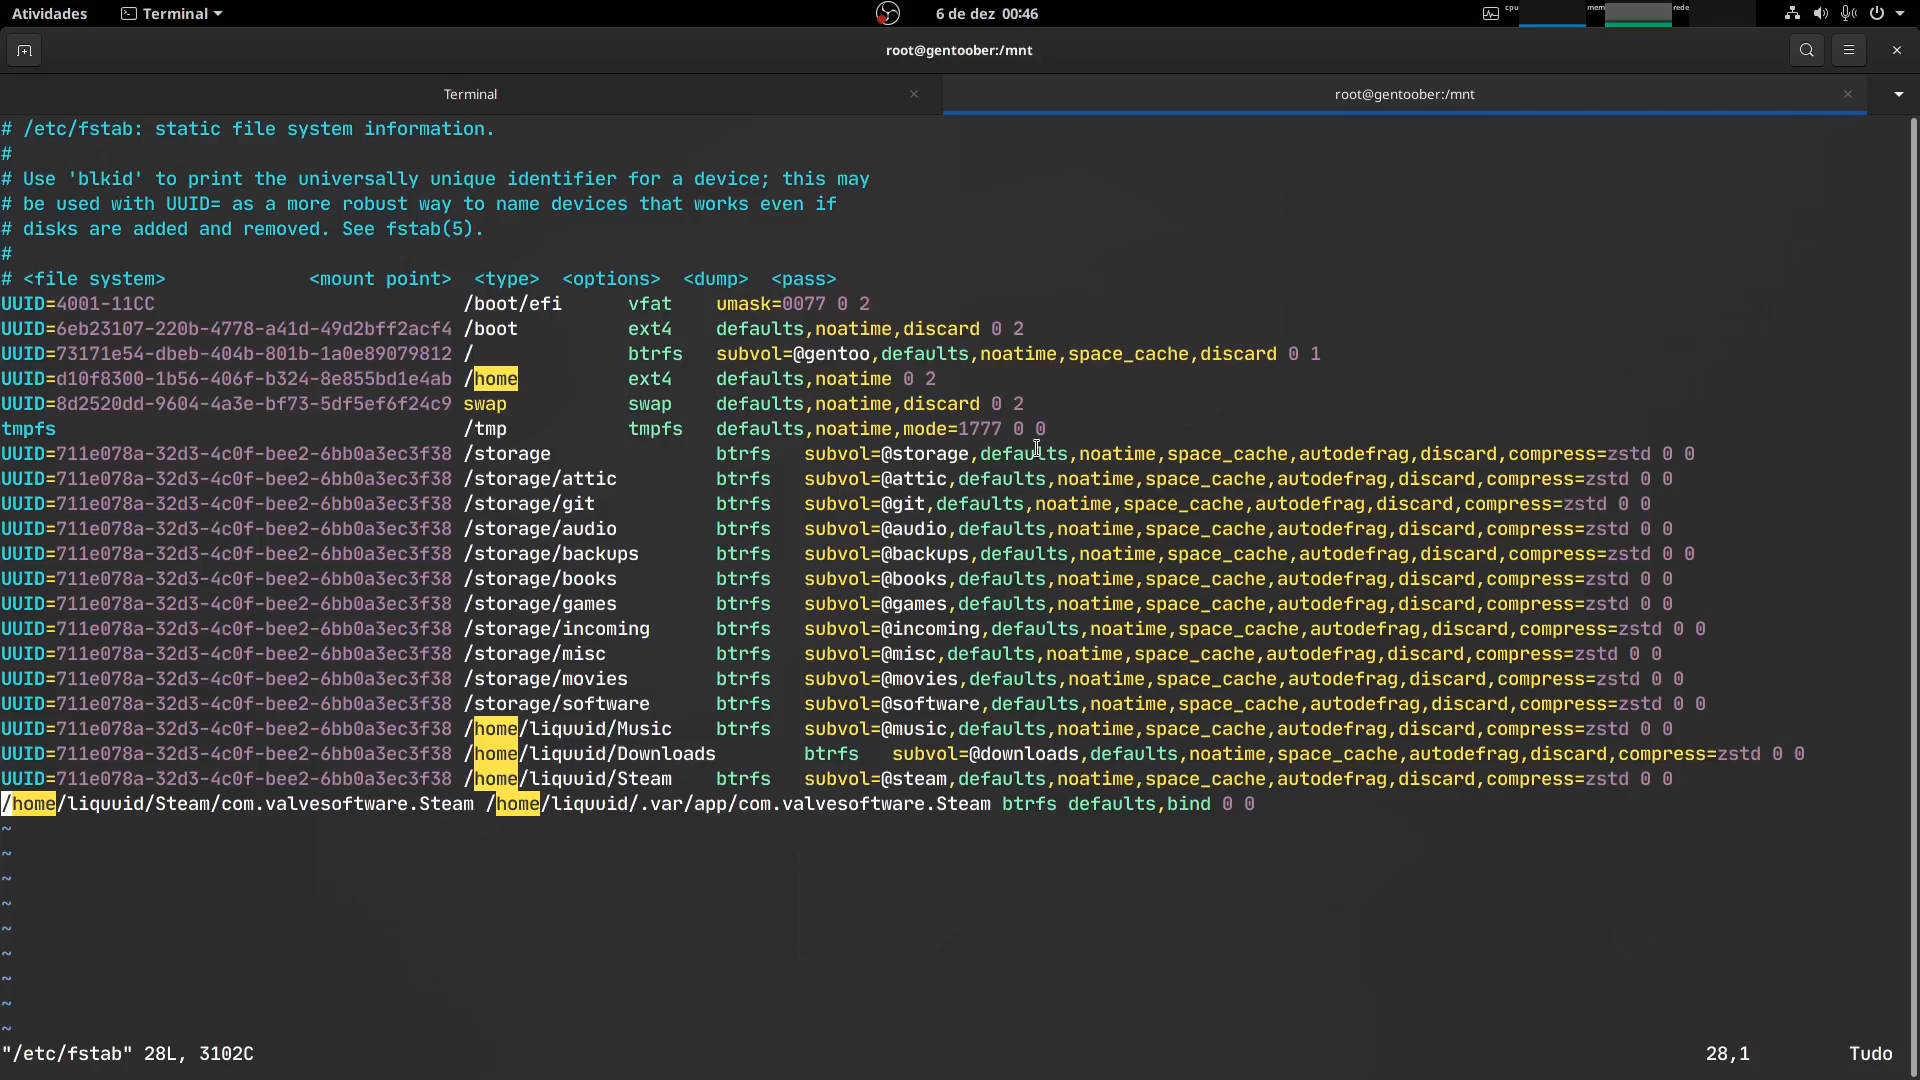 Atividades Terminal 6 de dez 00:46 cpu mem rede
root@gentoober:/mnt
Terminal root@gentoober:/mnt
# /etc/fstab: static file system information.
#
# Use 'blkid' to print the universally unique identifier for a device; this may
# be used with UUID= as a more robust way to name devices that works even if
# disks are added and removed. See fstab(5).
#
# <file system>             <mount point>  <type>  <options>  <dump>  <pass>
UUID=4001-11CC                            /boot/efi      vfat    umask=0077 0 2
UUID=6eb23107-220b-4778-a41d-49d2bff2acf4 /boot          ext4    defaults,noatime,discard 0 2
UUID=73171e54-dbeb-404b-801b-1a0e89079812 /              btrfs   subvol=@gentoo,defaults,noatime,space_cache,discard 0 1
UUID=d10f8300-1b56-406f-b324-8e855bd1e4ab /home          ext4    defaults,noatime 0 2
UUID=8d2520dd-9604-4a3e-bf73-5df5ef6f24c9 swap           swap    defaults,noatime,discard 0 2
tmpfs                                     /tmp           tmpfs   defaults,noatime,mode=1777 0 0
UUID=711e078a-32d3-4c0f-bee2-6bb0a3ec3f38 /storage               btrfs   subvol=@storage,defaults,noatime,space_cache,autodefrag,discard,compress=zstd 0 0
UUID=711e078a-32d3-4c0f-bee2-6bb0a3ec3f38 /storage/attic         btrfs   subvol=@attic,defaults,noatime,space_cache,autodefrag,discard,compress=zstd 0 0
UUID=711e078a-32d3-4c0f-bee2-6bb0a3ec3f38 /storage/git           btrfs   subvol=@git,defaults,noatime,space_cache,autodefrag,discard,compress=zstd 0 0
UUID=711e078a-32d3-4c0f-bee2-6bb0a3ec3f38 /storage/audio         btrfs   subvol=@audio,defaults,noatime,space_cache,autodefrag,discard,compress=zstd 0 0
UUID=711e078a-32d3-4c0f-bee2-6bb0a3ec3f38 /storage/backups       btrfs   subvol=@backups,defaults,noatime,space_cache,autodefrag,discard,compress=zstd 0 0
UUID=711e078a-32d3-4c0f-bee2-6bb0a3ec3f38 /storage/books         btrfs   subvol=@books,defaults,noatime,space_cache,autodefrag,discard,compress=zstd 0 0
UUID=711e078a-32d3-4c0f-bee2-6bb0a3ec3f38 /storage/games         btrfs   subvol=@games,defaults,noatime,space_cache,autodefrag,discard,compress=zstd 0 0
UUID=711e078a-32d3-4c0f-bee2-6bb0a3ec3f38 /storage/incoming      btrfs   subvol=@incoming,defaults,noatime,space_cache,autodefrag,discard,compress=zstd 0 0
UUID=711e078a-32d3-4c0f-bee2-6bb0a3ec3f38 /storage/misc          btrfs   subvol=@misc,defaults,noatime,space_cache,autodefrag,discard,compress=zstd 0 0
UUID=711e078a-32d3-4c0f-bee2-6bb0a3ec3f38 /storage/movies        btrfs   subvol=@movies,defaults,noatime,space_cache,autodefrag,discard,compress=zstd 0 0
UUID=711e078a-32d3-4c0f-bee2-6bb0a3ec3f38 /storage/software      btrfs   subvol=@software,defaults,noatime,space_cache,autodefrag,discard,compress=zstd 0 0
UUID=711e078a-32d3-4c0f-bee2-6bb0a3ec3f38 /home/liquuid/Music    btrfs   subvol=@music,defaults,noatime,space_cache,autodefrag,discard,compress=zstd 0 0
UUID=711e078a-32d3-4c0f-bee2-6bb0a3ec3f38 /home/liquuid/Downloads        btrfs   subvol=@downloads,defaults,noatime,space_cache,autodefrag,discard,compress=zstd 0 0
UUID=711e078a-32d3-4c0f-bee2-6bb0a3ec3f38 /home/liquuid/Steam    btrfs   subvol=@steam,defaults,noatime,space_cache,autodefrag,discard,compress=zstd 0 0
/home/liquuid/Steam/com.valvesoftware.Steam /home/liquuid/.var/app/com.valvesoftware.Steam btrfs defaults,bind 0 0
~
~
~
~
~
~
~
~
~
"/etc/fstab" 28L, 3102C 28,1 Tudo